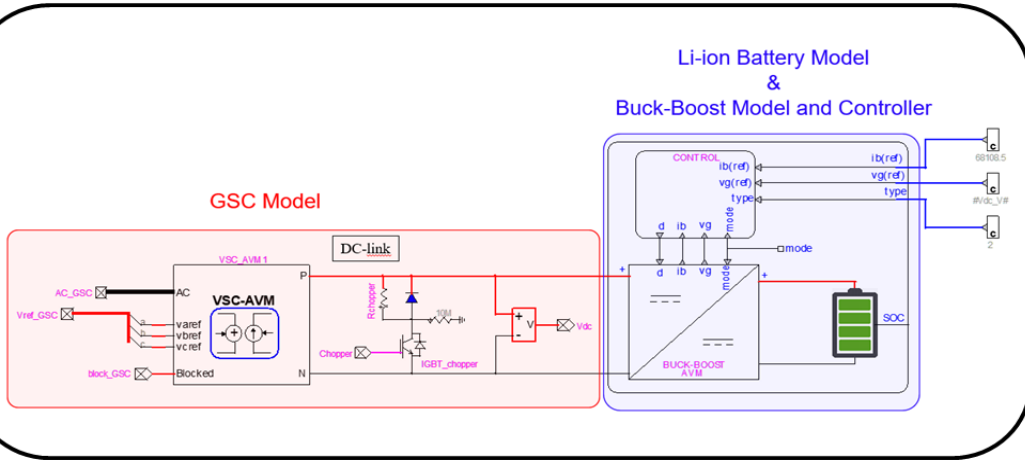 Li-ion Battery Model
&
Buck-Boost Model and Controller
CONTROL
ib(ref)
ib(ref)
c
68108.5
vg(ref)
vg(ref)
c
#Vdc_V#
type
type
c
2
GSC Model
d ib vg mode
mode
d ib vg mode
DC-link
VSC_AVM1
P
+
+
AC_GSC
AC
VSC-AVM
Rchopper
10M
Vref_GSC
a
varef
b
vbref
c
vcref
+
V
-
Vdc
SOC
Chopper
IGBT_chopper
block_GSC
Blocked
N
BUCK-BOOST
AVM